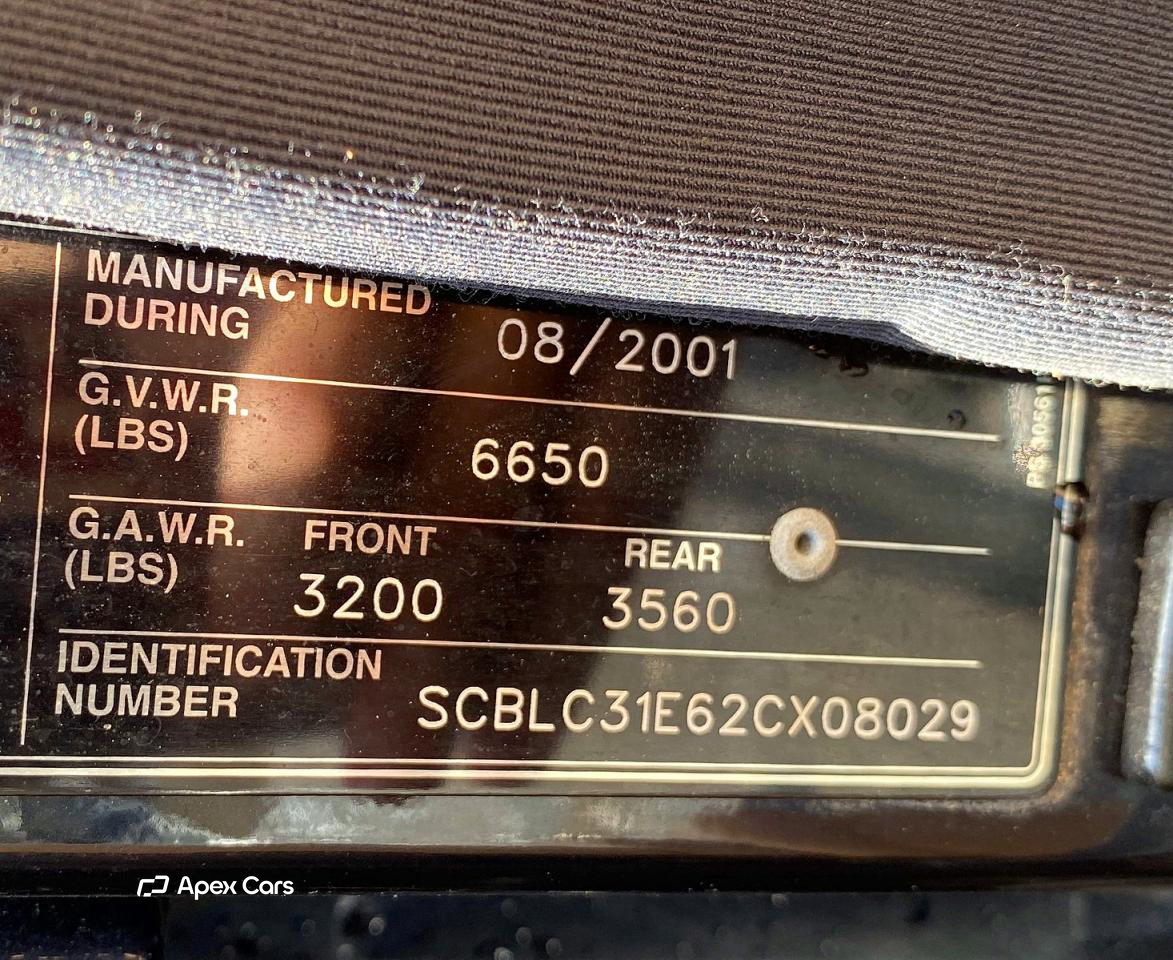 MANUFACTURED
DURING
08/2001
G.V.W.R.
(LBS)
6650
G.A.W.R.
(LBS)
FRONT
3200
REAR
3560
IDENTIFICATION
NUMBER
SCBLC31E62CX08029
Apex Cars